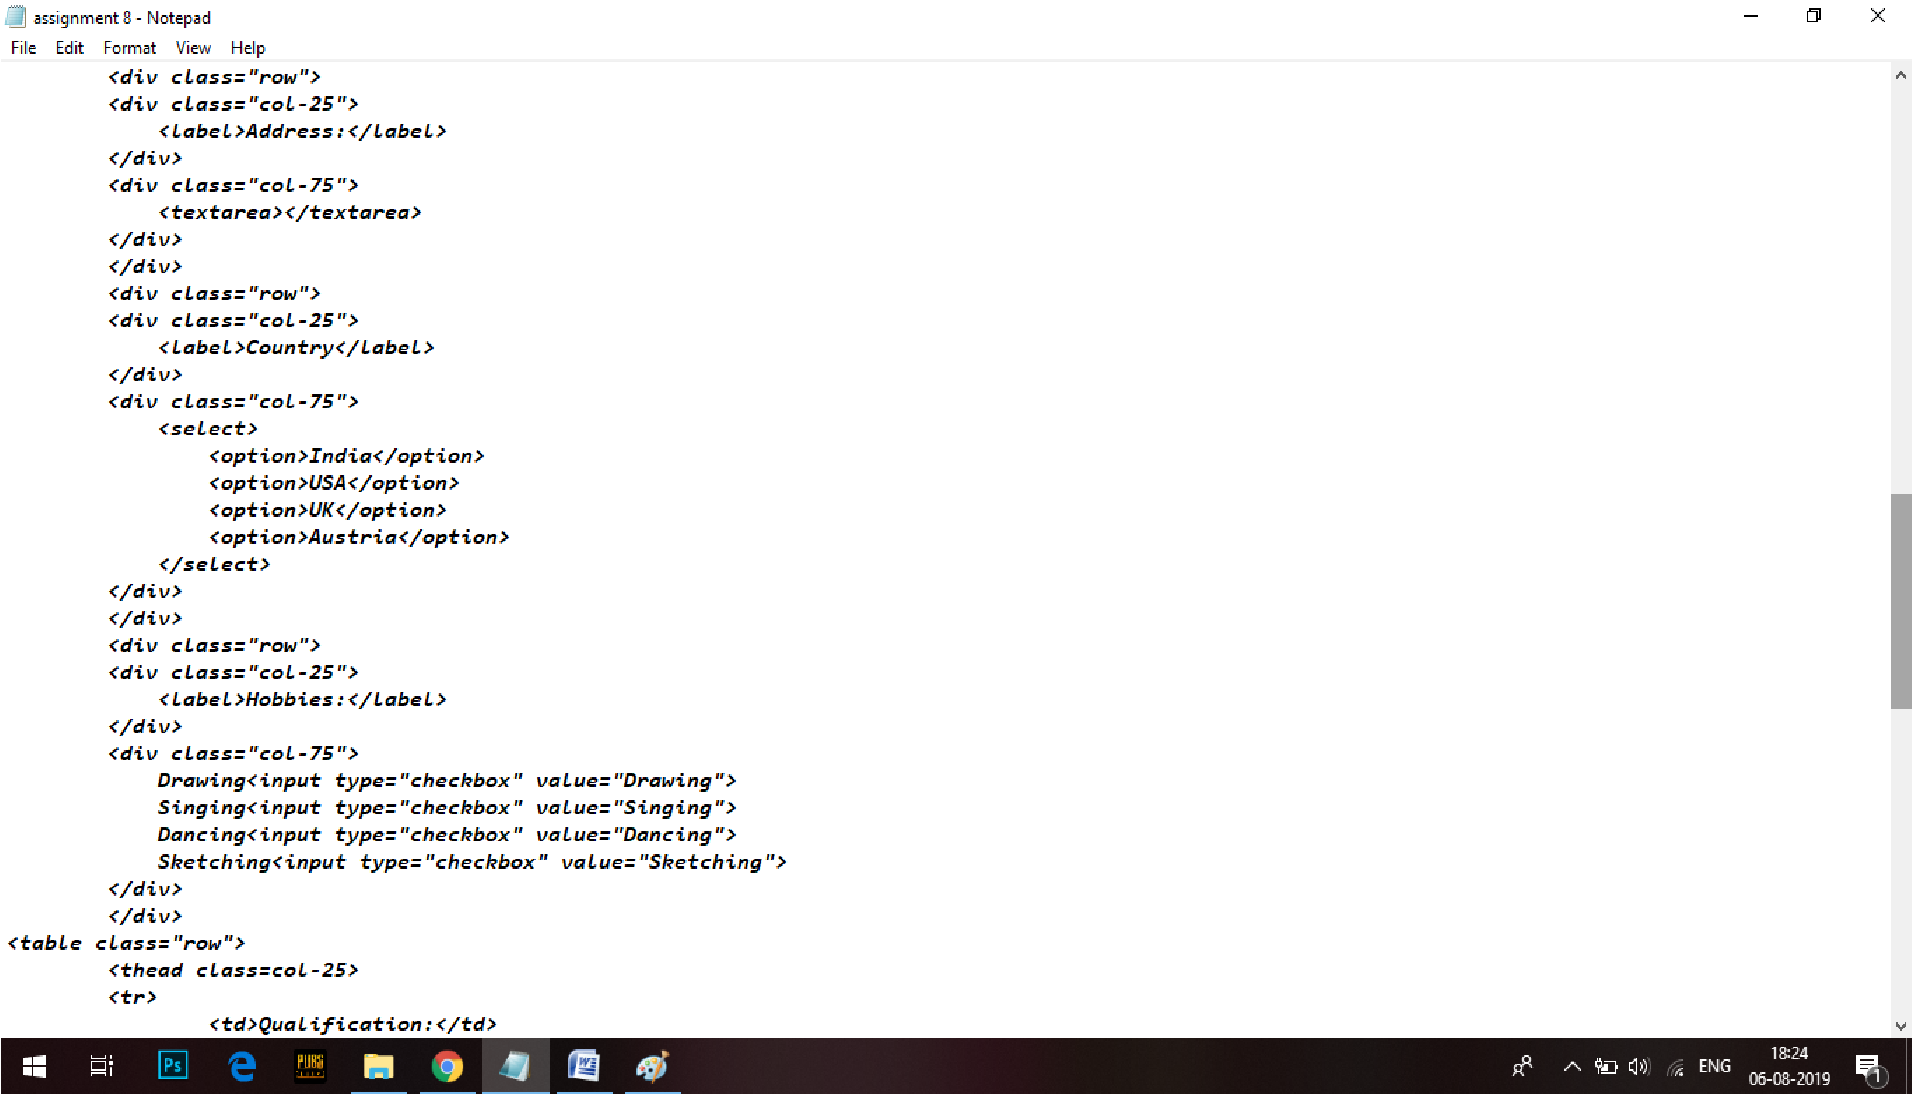 assignment 8 - Notepad
File Edit Format View Help
<div class="row">
<div class="col-25">
<label>Address:</label>
</div>
<div class="col-75">
<textarea></textarea>
</div>
</div>
<div class="row">
<div class="col-25">
<label>Country</label>
</div>
<div class="col-75">
<select>
<option>India</option>
<option>USA</option>
<option>UK</option>
<option>Austria</option>
</select>
</div>
</div>
<div class="row">
<div class="col-25">
<label>Hobbies:</label>
</div>
<div class="col-75">
Drawing<input type="checkbox" value="Drawing">
Singing<input type="checkbox" value="Singing">
Dancing<input type="checkbox" value="Dancing">
Sketching<input type="checkbox" value="Sketching">
</div>
</div>
<table class="row">
<thead class=col-25>
<tr>
<td>Qualification:</td>
Ps
PUBG
ENG
18:24
06-08-2019
1